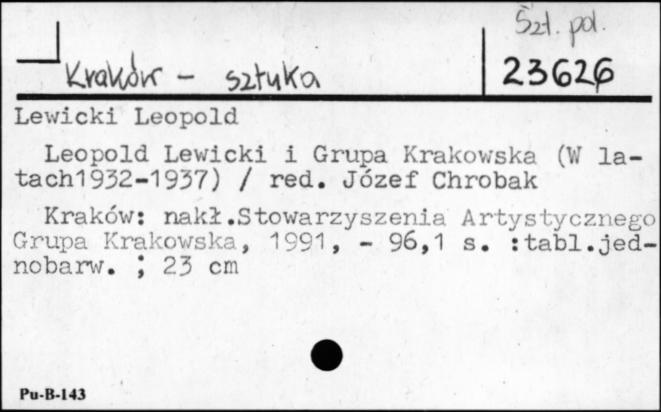 Szt. pol.
Kraków - sztuka
23626
Lewicki Leopold
Leopold Lewicki i Grupa Krakowska (W la-
tach1932-1937) / red. Józef Chrobak
Kraków: nakł.Stowarzyszenia Artystycznego
Grupa Krakowska, 1991, - 96,1 s. :tabl.jed-
nobarw. ; 23 cm
Pu-B-143